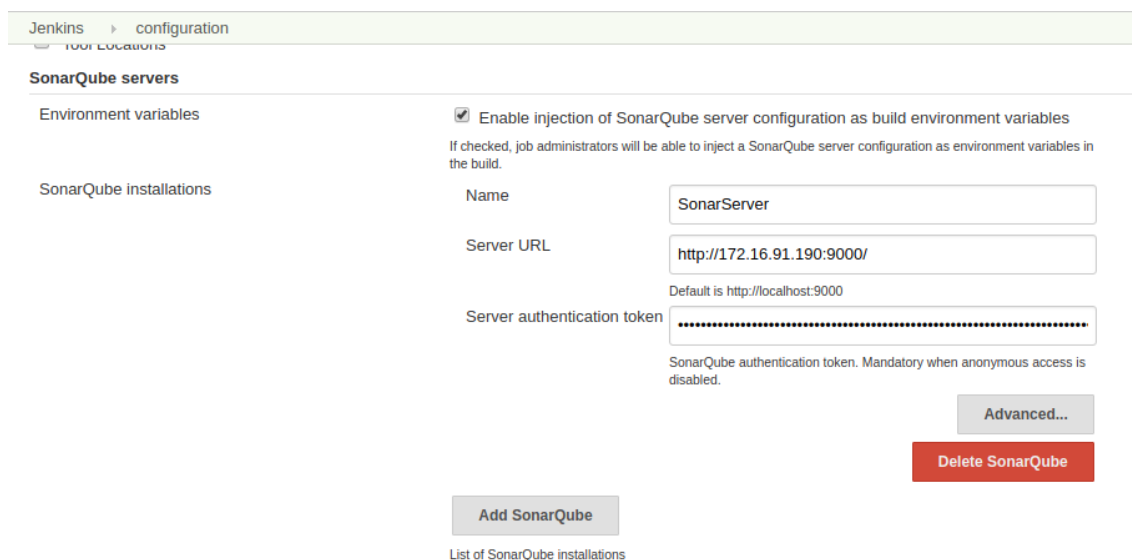 Jenkins configuration
Tool Locations
SonarQube servers
Environment variables
Enable injection of SonarQube server configuration as build environment variables
If checked, job administrators will be able to inject a SonarQube server configuration as environment variables in
the build.
SonarQube installations
Name
SonarServer
Server URL
http://172.16.91.190:9000/
Default is http://localhost:9000
Server authentication token
SonarQube authentication token. Mandatory when anonymous access is
disabled.
Advanced...
Delete SonarQube
Add SonarQube
List of SonarQube installations